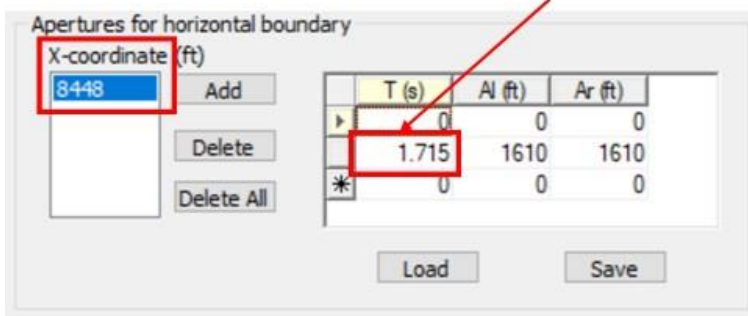 Apertures for horizontal boundary
X-coordinate (ft)
8448
Add
Delete
Delete All
T (s) Al (ft) Ar (ft)
0 0 0
1.715 1610 1610
0 0 0
Load Save